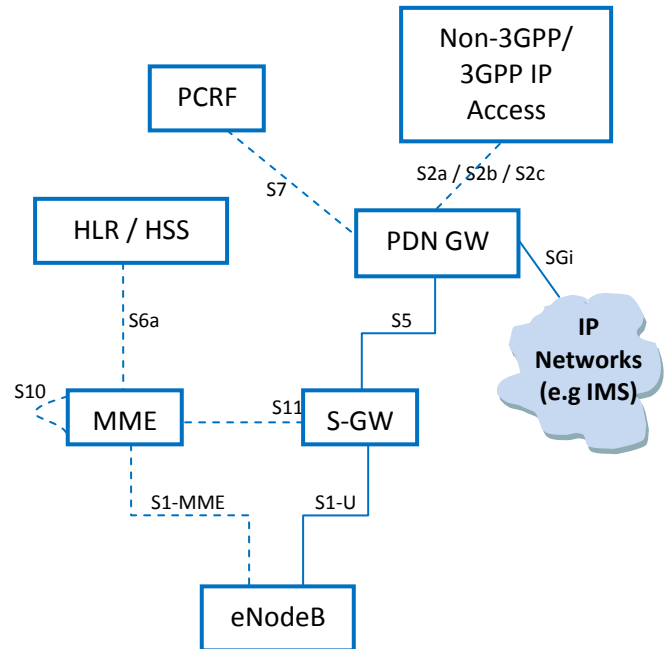 Non-3GPP/
3GPP IP
Access
PCRF
S2a / S2b / S2c
S7
HLR / HSS
PDN GW
SGi
S6a
S5
IP
Networks
(e.g IMS)
S10
MME
S11
S-GW
S1-MME
S1-U
eNodeB